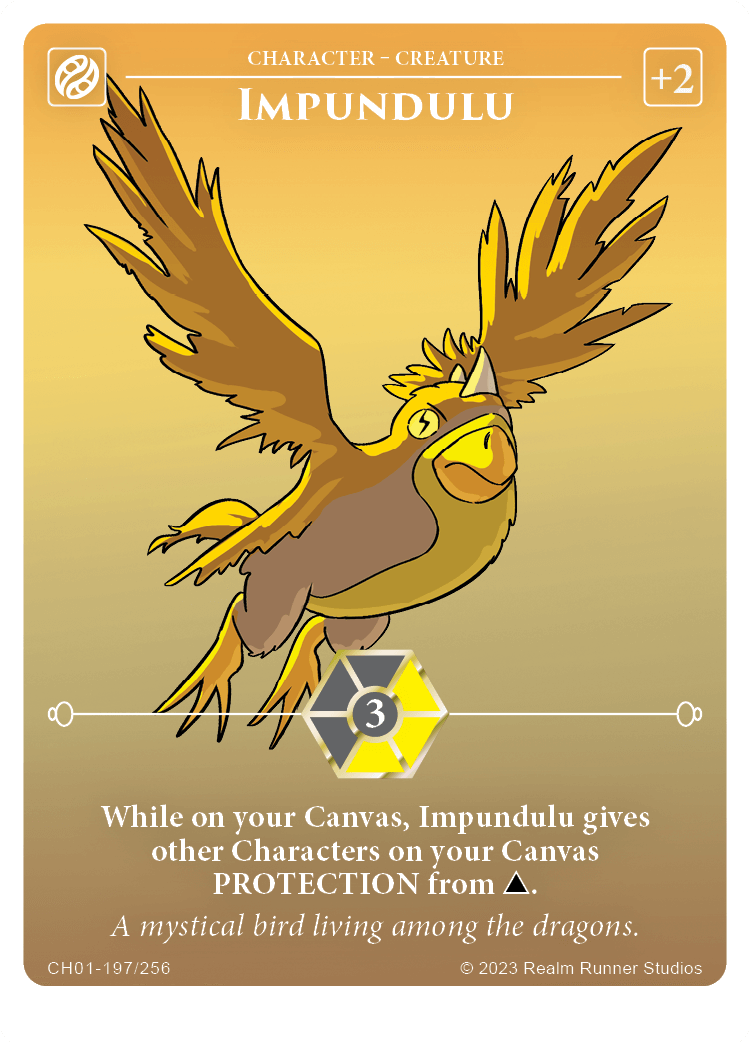 CHARACTER – CREATURE
+2
IMPUNDULU
3
While on your Canvas, Impundulu gives
other Characters on your Canvas
PROTECTION from ▲.
A mystical bird living among the dragons.
CH01-197/256
© 2023 Realm Runner Studios